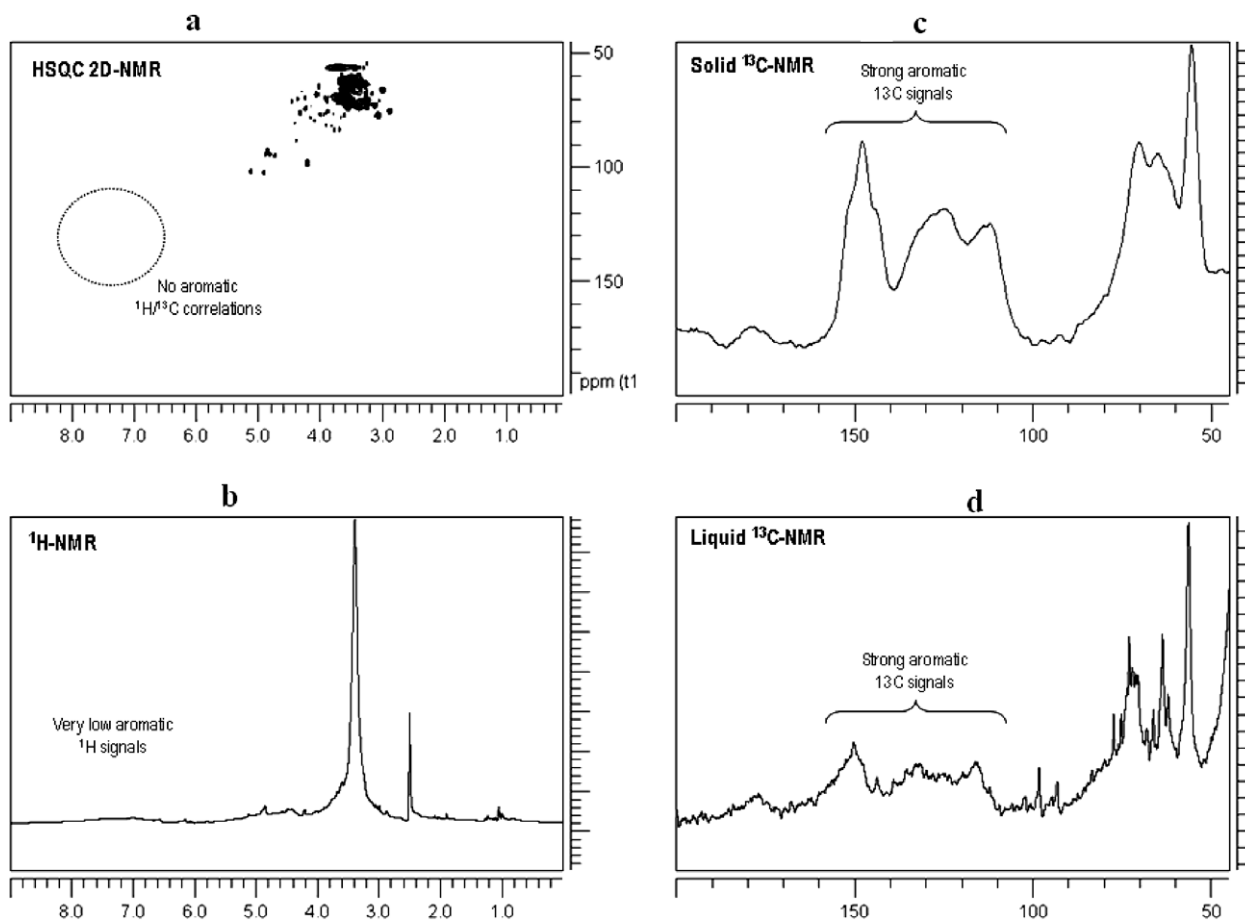 a
HSQC 2D-NMR
50
100
150
ppm (t1
No aromatic
¹H/¹³C correlations
8.0 7.0 6.0 5.0 4.0 3.0 2.0 1.0
c
Solid ¹³C-NMR
Strong aromatic
13C signals
150 100 50
b
¹H-NMR
Very low aromatic
¹H signals
8.0 7.0 6.0 5.0 4.0 3.0 2.0 1.0
d
Liquid ¹³C-NMR
Strong aromatic
13C signals
150 100 50